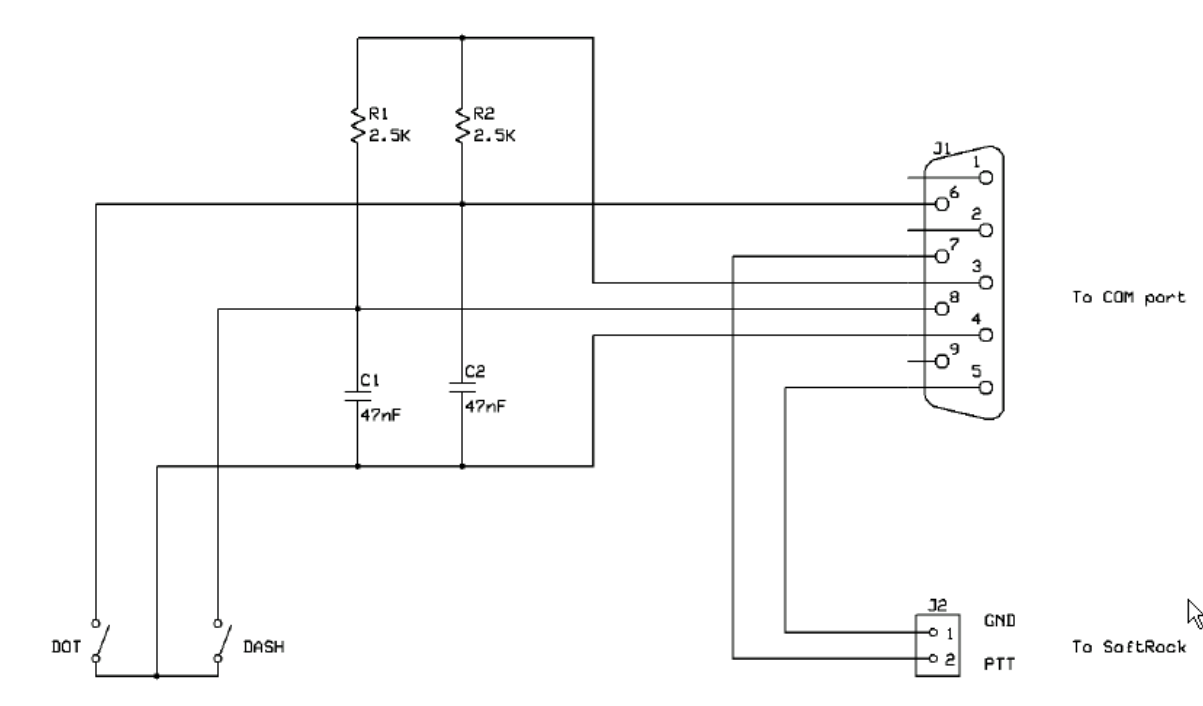 R1
2.5K
R2
2.5K
J1
1
6
2
7
3
8
4
9
5
To COM port
C1
47nF
C2
47nF
DOT
DASH
J2
1
2
GND
PTT
To SoftRock